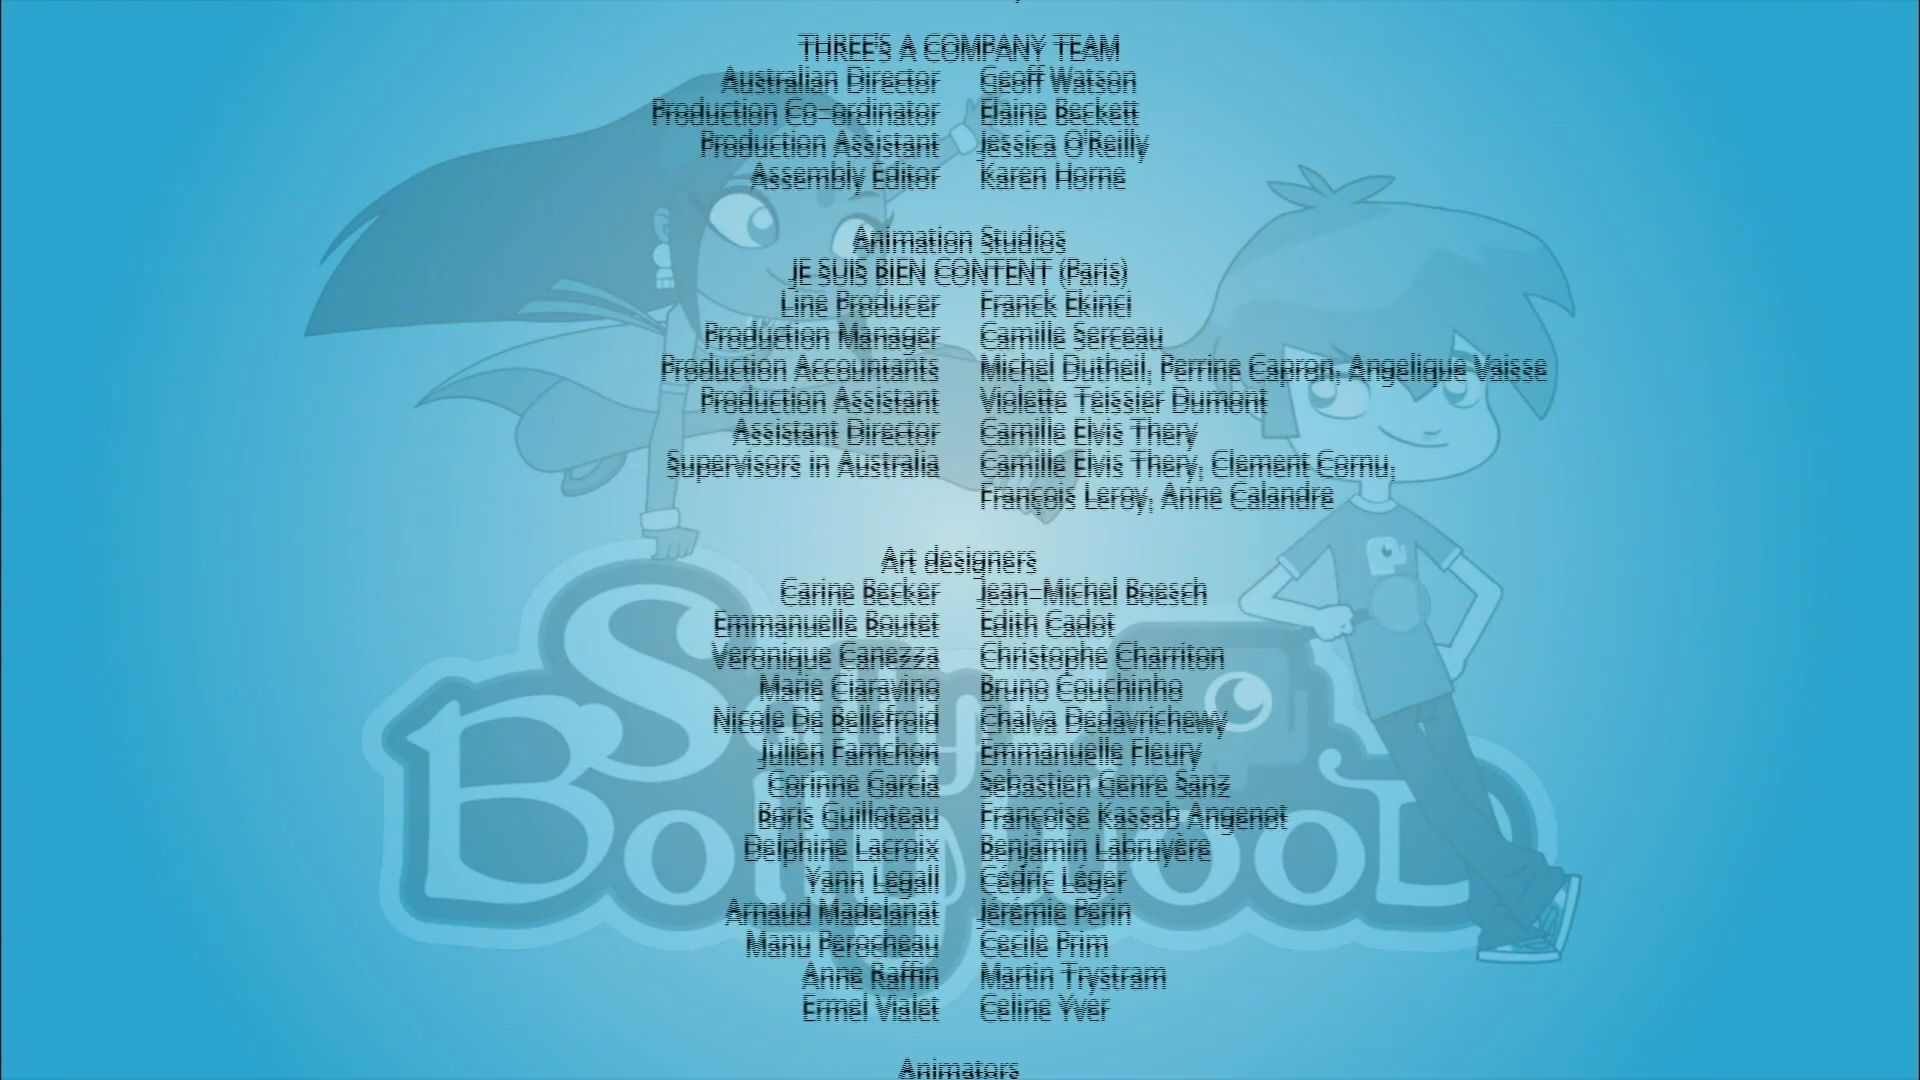 THREE'S A COMPANY TEAM
Australian Director Geoff Watson
Production Co-ordinator Elaine Beckett
Production Assistant Jessica O'Reilly
Assembly Editor Karen Horne
Animation Studios
JE SUIS BIEN CONTENT (Paris)
Line Producer Franck Ekinci
Production Manager Camille Serceau
Production Accountants Michel Dutheil, Perrine Capron, Angelique Vaisse
Production Assistant Violette Teissier Dumont
Assistant Director Camille Elvis Thery
Supervisors in Australia Camille Elvis Thery, Clement Cornu,
François Leroy, Anne Calandre
Art designers
Carine Becker Jean-Michel Boesch
Emmanuelle Boutet Edith Cadot
Veronique Canezza Christophe Charriton
Marie Ciaravino Bruno Couchinho
Nicole De Bellefroid Chalva Dedavrichewy
Julien Famchon Emmanuelle Fleury
Corinne Garcia Sebastien Genre Sanz
Boris Guilloteau Françoise Kassab Angenot
Delphine Lacroix Benjamin Labruyère
Yann Legall Cédric Léger
Arnaud Madelanat Jérémie Périn
Manu Perocheau Cecile Prim
Anne Raffin Martin Trystram
Ermel Vialet Celine Yver
Animators
Sally
Bollywood